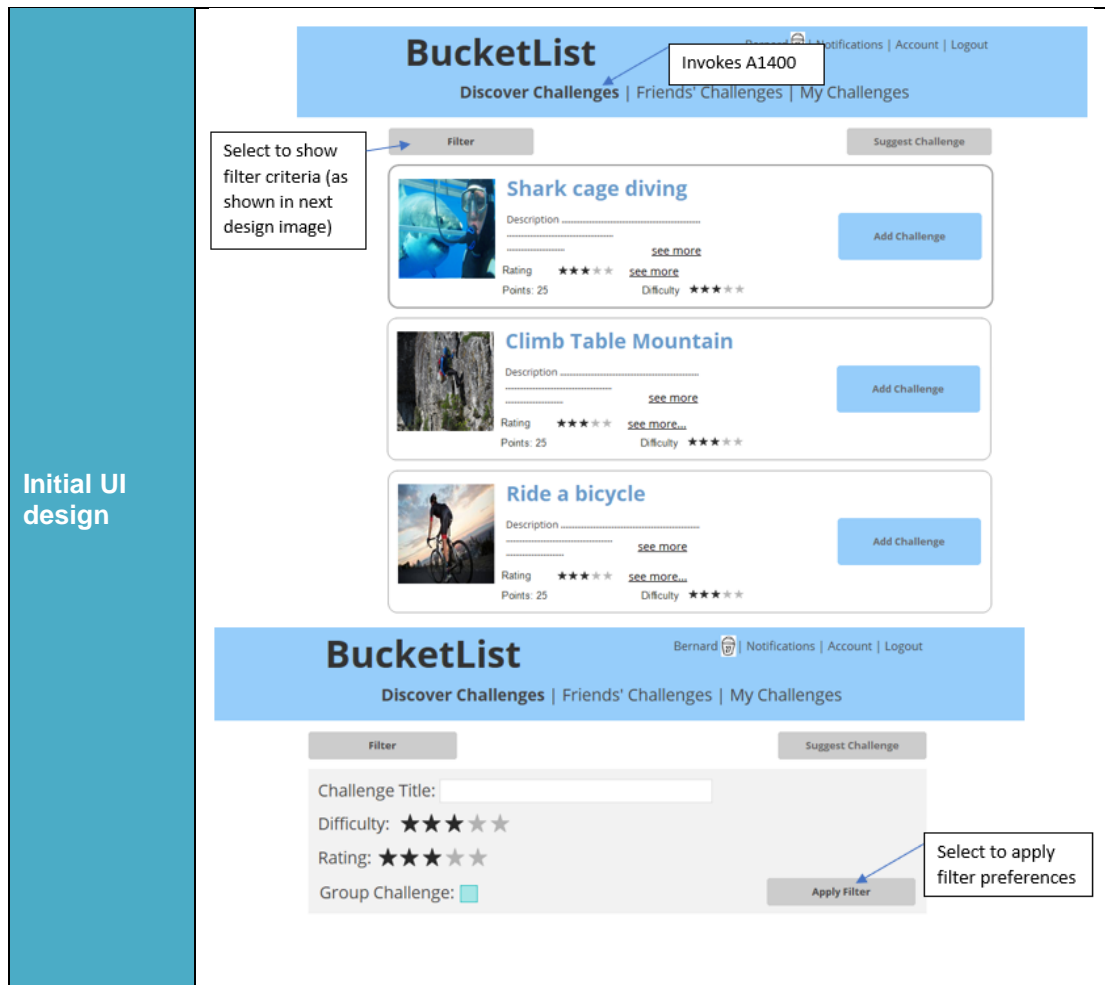 Initial UI
design
BucketList
Notifications | Account | Logout
Invokes A1400
Discover Challenges | Friends' Challenges | My Challenges
Select to show
filter criteria (as
shown in next
design image)
Filter
Suggest Challenge
Shark cage diving
Description
see more
Add Challenge
Rating ★★★★★ see more
Points: 25 Difficulty ★★★★★
Climb Table Mountain
Description
see more
Add Challenge
Rating ★★★★★ see more...
Points: 25 Difficulty ★★★★★
Ride a bicycle
Description
see more
Add Challenge
Rating ★★★★★ see more...
Points: 25 Difficulty ★★★★★
BucketList
Bernard | Notifications | Account | Logout
Discover Challenges | Friends' Challenges | My Challenges
Filter
Suggest Challenge
Challenge Title:
Difficulty: ★★★★★
Rating: ★★★★★
Group Challenge:
Apply Filter
Select to apply
filter preferences